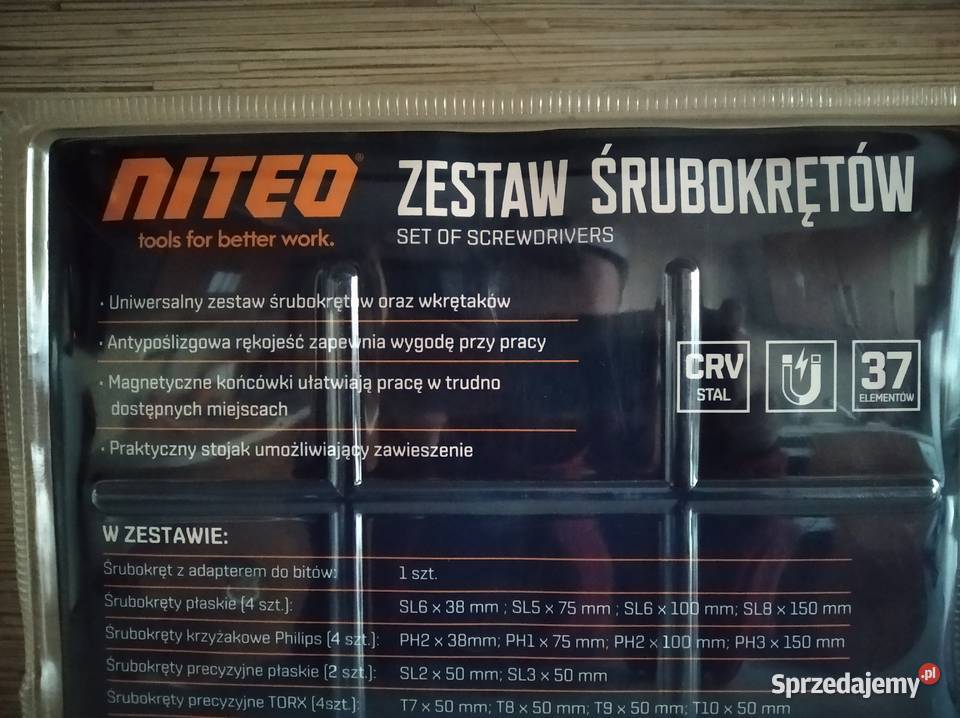 NITEO®
tools for better work.
ZESTAW ŚRUBOKRĘTÓW
SET OF SCREWDRIVERS
· Uniwersalny zestaw śrubokrętów oraz wkrętaków
· Antypoślizgowa rękojeść zapewnia wygodę przy pracy
· Magnetyczne końcówki ułatwiają pracę w trudno
dostępnych miejscach
· Praktyczny stojak umożliwiający zawieszenie
CRV
STAL
37
ELEMENTÓW
W ZESTAWIE:
Śrubokręt z adapterem do bitów: 1 szt.
Śrubokręty płaskie (4 szt.): SL6 x 38 mm ; SL5 x 75 mm ; SL6 x 100 mm; SL8 x 150 mm
Śrubokręty krzyżakowe Philips (4 szt.): PH2 x 38mm; PH1 x 75 mm; PH2 x 100 mm; PH3 x 150 mm
Śrubokręty precyzyjne płaskie (2 szt.): SL2 x 50 mm; SL3 x 50 mm
Śrubokręty precyzyjne TORX (4szt.): T7 x 50 mm; T8 x 50 mm; T9 x 50 mm; T10 x 50 mm
Sprzedajemy.pl